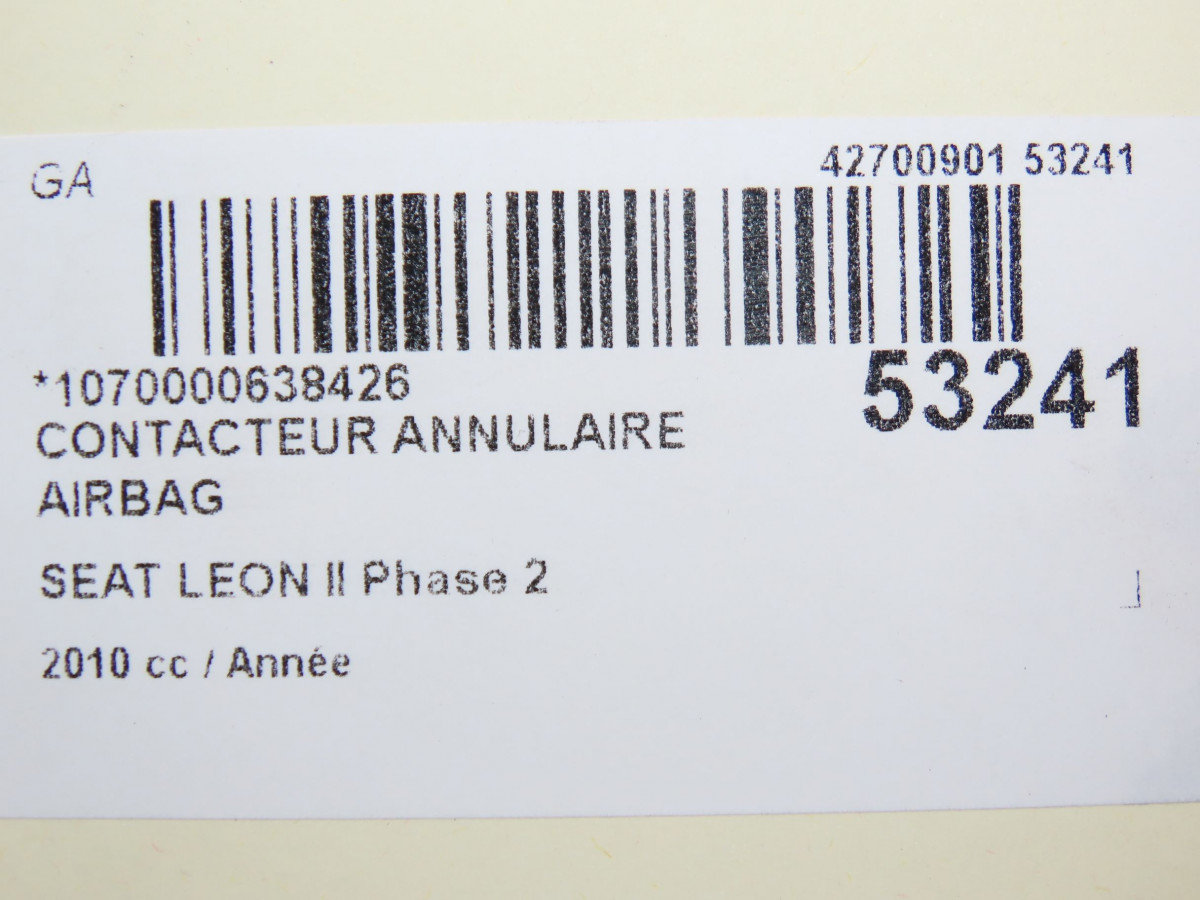 GA
42700901 53241
*1070000638426
53241
CONTACTEUR ANNULAIRE
AIRBAG
SEAT LEON II Phase 2
2010 cc / Année